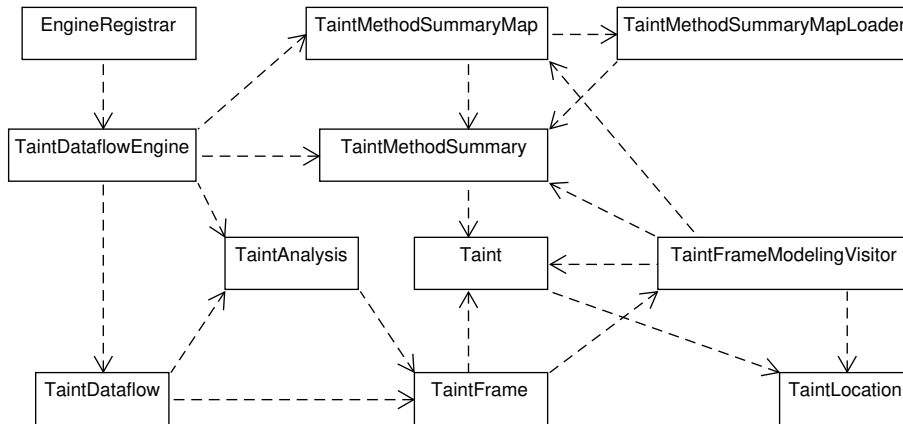 EngineRegistrar
TaintMethodSummaryMap
TaintMethodSummaryMapLoader
TaintDataflowEngine
TaintMethodSummary
TaintAnalysis
Taint
TaintFrameModelingVisitor
TaintDataflow
TaintFrame
TaintLocation